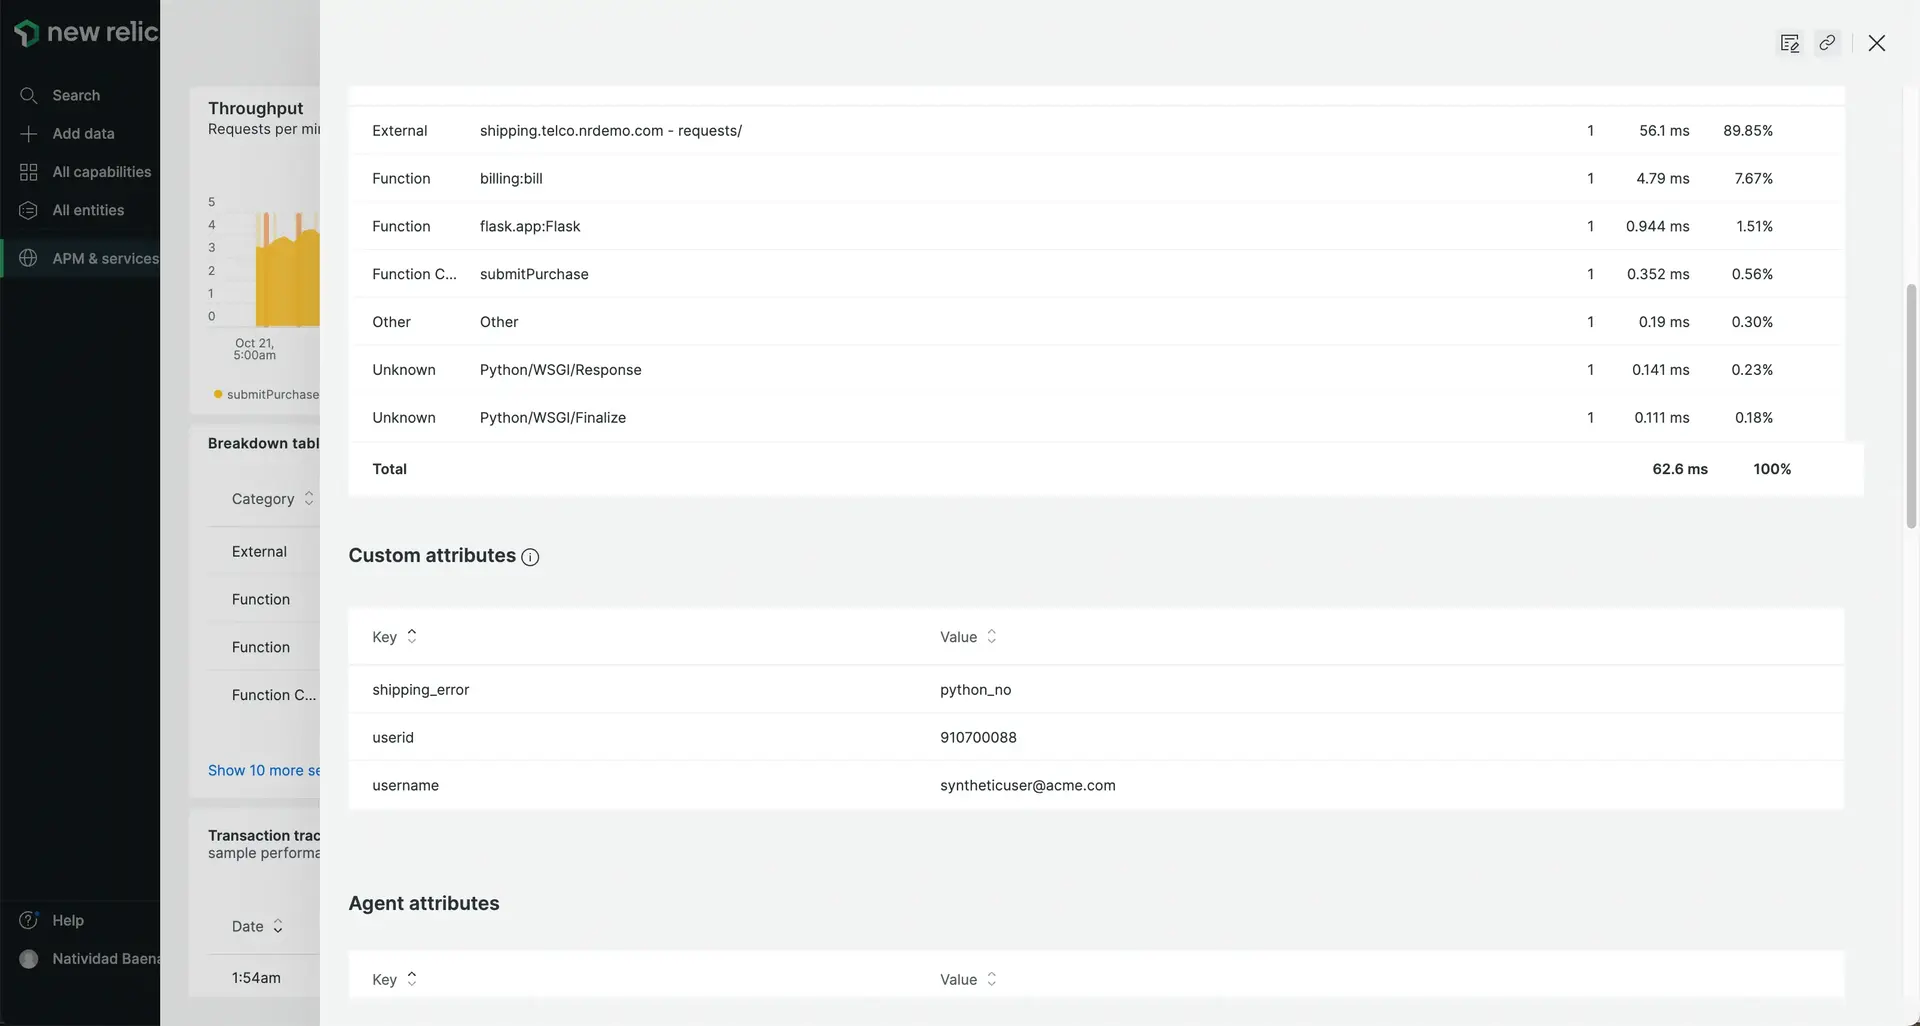 new relic
Search
Add data
All capabilities
All entities
APM & services
Help
Natividad Baena
Throughput
Requests per
5
4
3
2
1
0
Oct 21,
5:00am
submitPurchase
Breakdown
Category
External
Function
Function
Function C...
Show 10 more
Transaction
sample
Date
1:54am
External shipping.telco.nrdemo.com - requests/ 1 56.1 ms 89.85%
Function billing:bill 1 4.79 ms 7.67%
Function flask.app:Flask 1 0.944 ms 1.51%
Function C... submitPurchase 1 0.352 ms 0.56%
Other Other 1 0.19 ms 0.30%
Unknown Python/WSGI/Response 1 0.141 ms 0.23%
Unknown Python/WSGI/Finalize 1 0.111 ms 0.18%
Total 62.6 ms 100%
Custom attributes
Key Value
shipping_error python_no
userid 910700088
username syntheticuser@acme.com
Agent attributes
Key Value